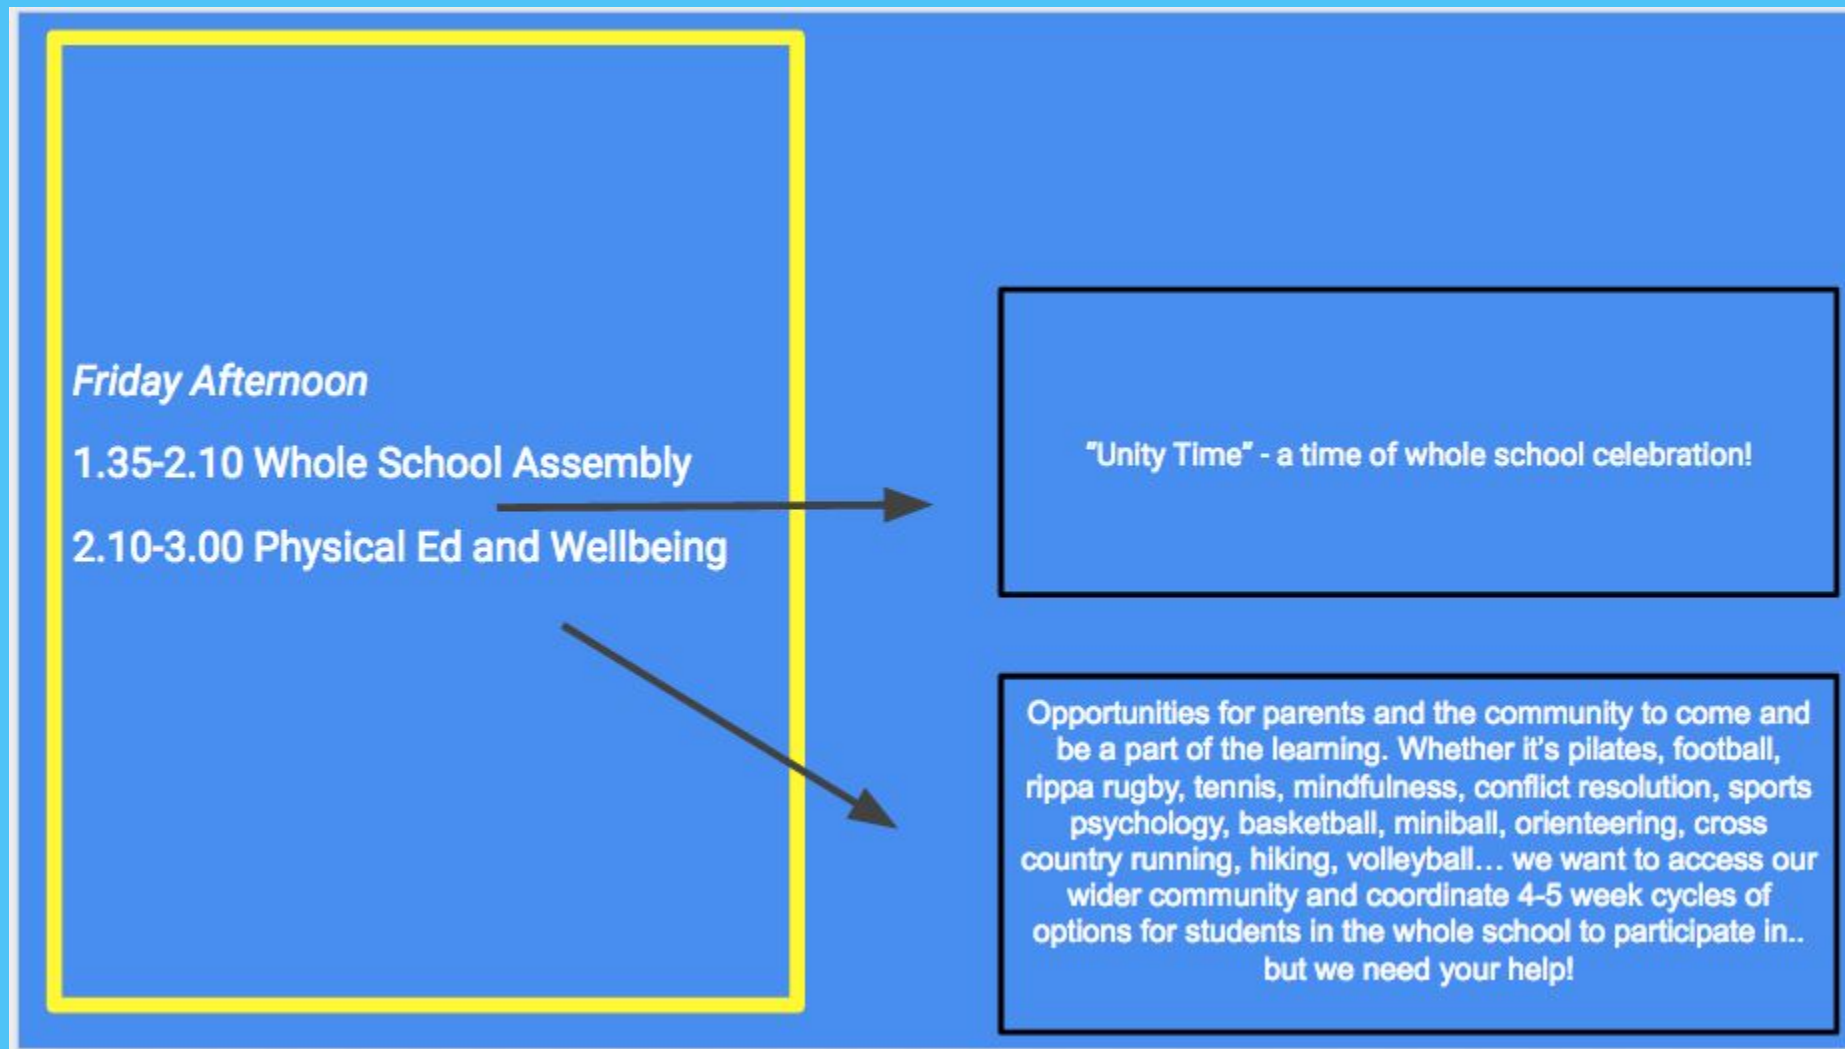 Friday Afternoon
1.35-2.10 Whole School Assembly
2.10-3.00 Physical Ed and Wellbeing
"Unity Time" - a time of whole school celebration!
Opportunities for parents and the community to come and
be a part of the learning. Whether it's pilates, football,
rippa rugby, tennis, mindfulness, conflict resolution, sports
psychology, basketball, miniball, orienteering, cross
country running, hiking, volleyball... we want to access our
wider community and coordinate 4-5 week cycles of
options for students in the whole school to participate in..
but we need your help!